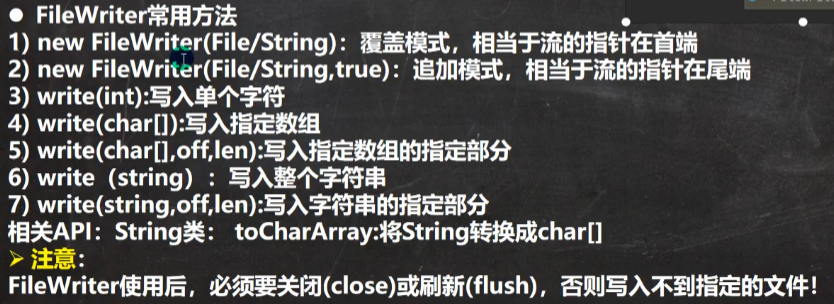 ● FileWriter常用方法
1) new FileWriter(File/String)：覆盖模式，相当于流的指针在首端
2) new FileWriter(File/String,true)：追加模式，相当于流的指针在尾端
3) write(int):写入单个字符
4) write(char[]):写入指定数组
5) write(char[],off,len):写入指定数组的指定部分
6) write（string）：写入整个字符串
7) write(string,off,len):写入字符串的指定部分
相关API：String类： toCharArray:将String转换成char[]
➢ 注意：
FileWriter使用后，必须要关闭(close)或刷新(flush)，否则写入不到指定的文件！